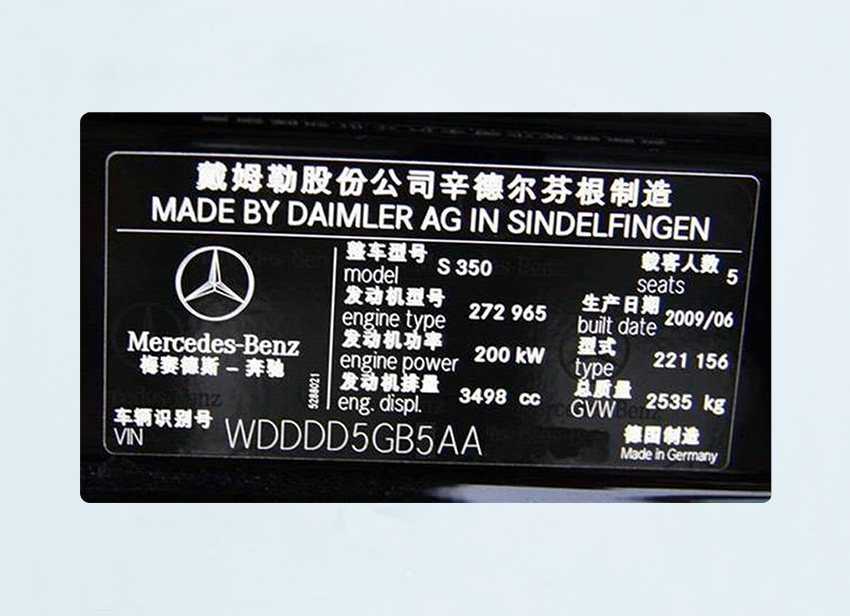 戴姆勒股份公司辛德尔芬根制造
MADE BY DAIMLER AG IN SINDELFINGEN
Mercedes-Benz
梅赛德斯－奔驰
整车型号
model S 350
载客人数
seats 5
发动机型号
engine type 272 965
生产日期
built date 2009/06
发动机功率
engine power 200 kW
型式
type 221 156
发动机排量
eng. displ. 3498 cc
总质量
GVW 2535 kg
车辆识别号
VIN WDDDD5GB5AA
德国制造
Made in Germany